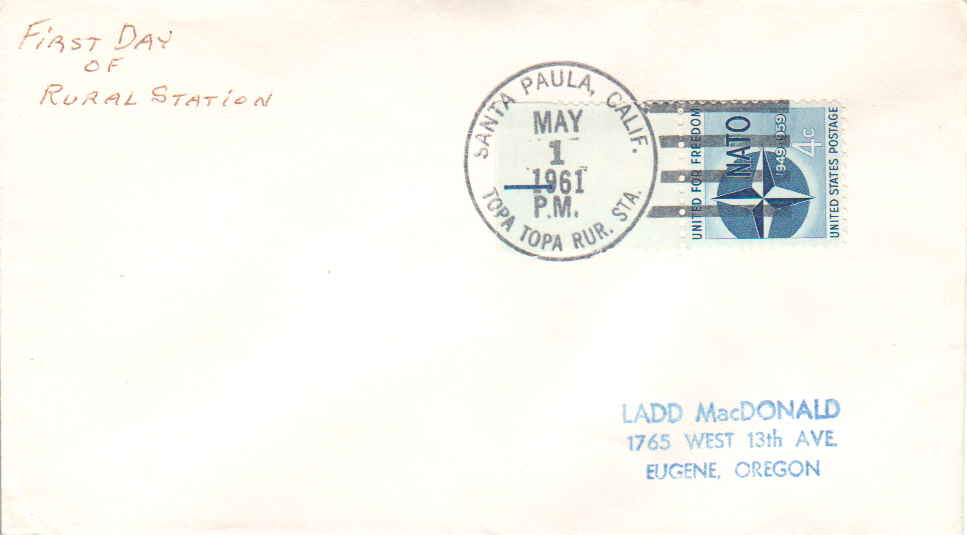 First Day
of
Rural Station
SANTA PAULA, CALIF.
MAY
1
1961
P.M.
TOPA TOPA RUR. STA.
UNITED FOR FREEDOM
NATO
1949-1959
4c
UNITED STATES POSTAGE
LADD MacDONALD
1765 WEST 13th AVE.
EUGENE, OREGON